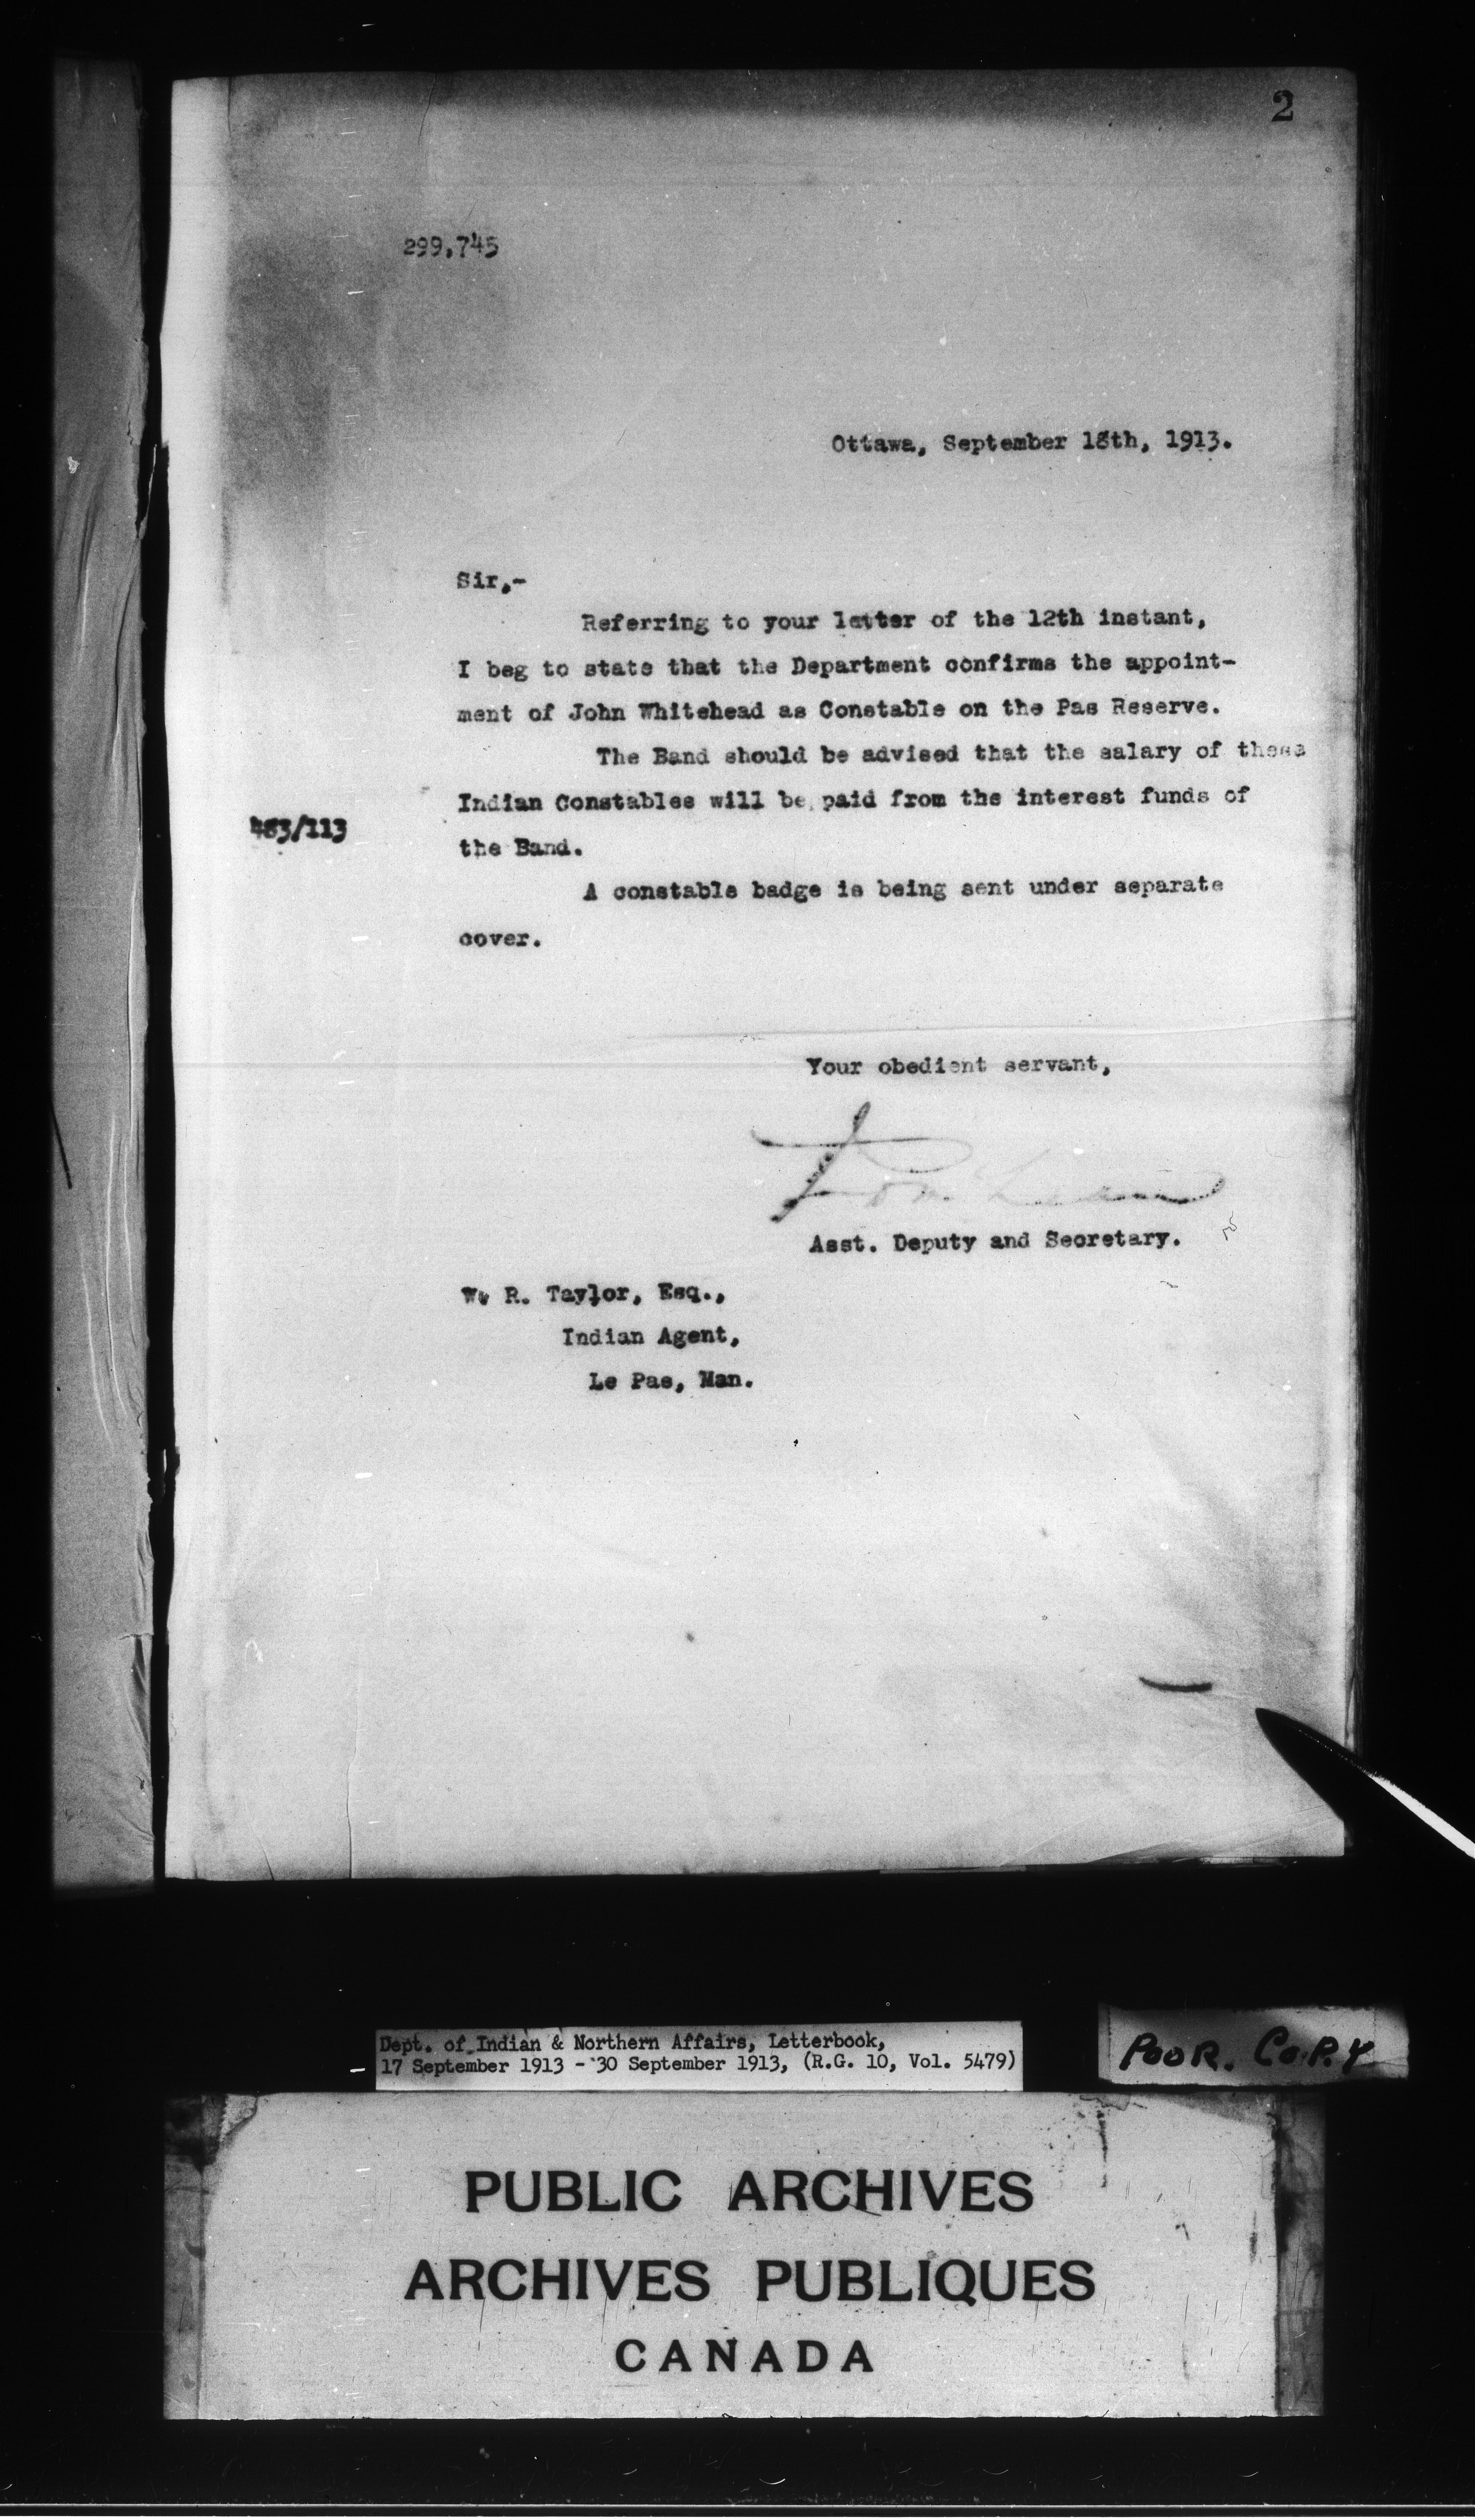 2
299,745
Ottawa, September 18th, 1913.
Sir,-
Referring to your letter of the 12th instant,
I beg to state that the Department confirms the appoint-
ment of John Whitehead as Constable on the Pas Reserve.
The Band should be advised that the salary of these
Indian Constables will be paid from the interest funds of
483/113
the Band.
A constable badge is being sent under separate
cover.
Your obedient servant,
Asst. Deputy and Secretary.
W. R. Taylor, Esq.,
Indian Agent,
Le Pas, Man.
Dept. of Indian & Northern Affairs, Letterbook,
17 September 1913 - 30 September 1913, (R.G. 10, Vol. 5479)
POOR. COPY
PUBLIC ARCHIVES
ARCHIVES PUBLIQUES
CANADA